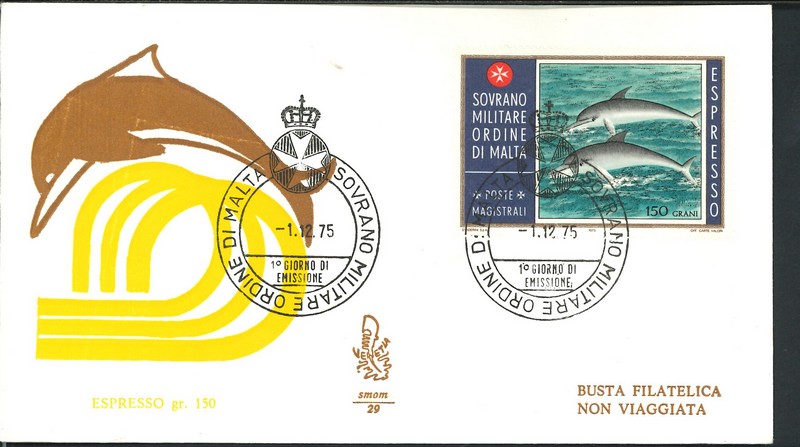 SOVRANO
MILITARE
ORDINE
DI MALTA
POSTE
MAGISTRALI
ESPRESSO
150 GRANI
SOVRANO MILITARE ORDINE DI MALTA
-1.12.75
1º GIORNO DI
EMISSIONE
SOVRANO MILITARE ORDINE DI MALTA
-1.12.75
1º GIORNO DI
EMISSIONE
smom
29
ESPRESSO gr. 150
BUSTA FILATELICA
NON VIAGGIATA